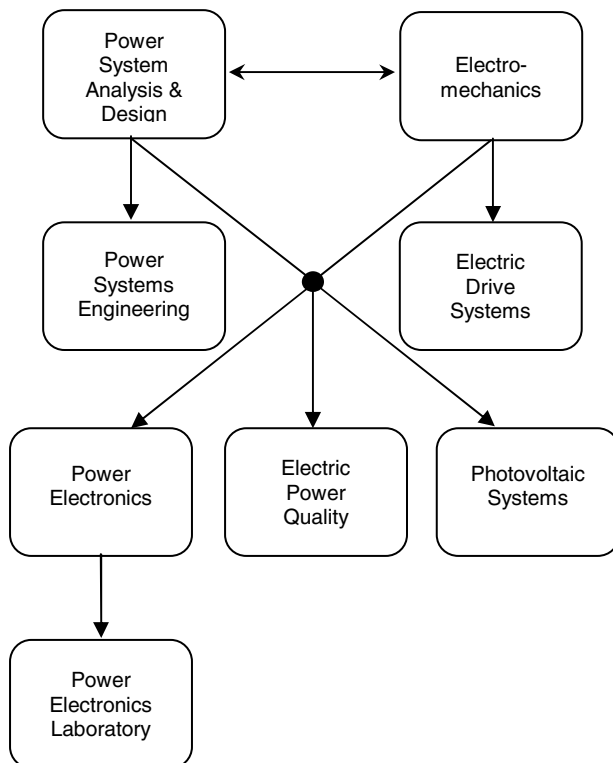 Power
System
Analysis &
Design
Electro-
mechanics
Power
Systems
Engineering
Electric
Drive
Systems
Power
Electronics
Electric
Power
Quality
Photovoltaic
Systems
Power
Electronics
Laboratory